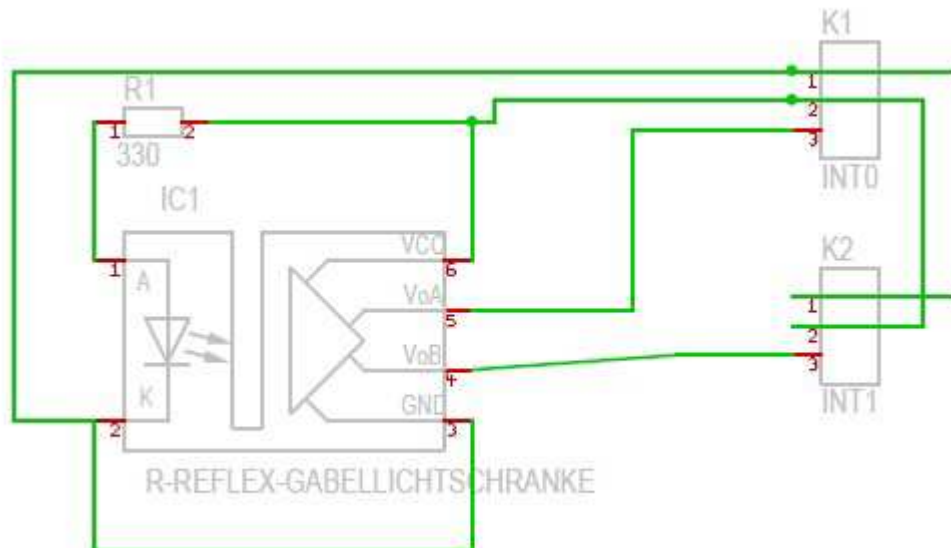 K1
R1
1
2
330
1
2
3
INT0
IC1
K2
VCC
6
1
A
VoA
5
1
2
3
VoB
4
INT1
K
GND
2
3
R-REFLEX-GABELLICHTSCHRANKE